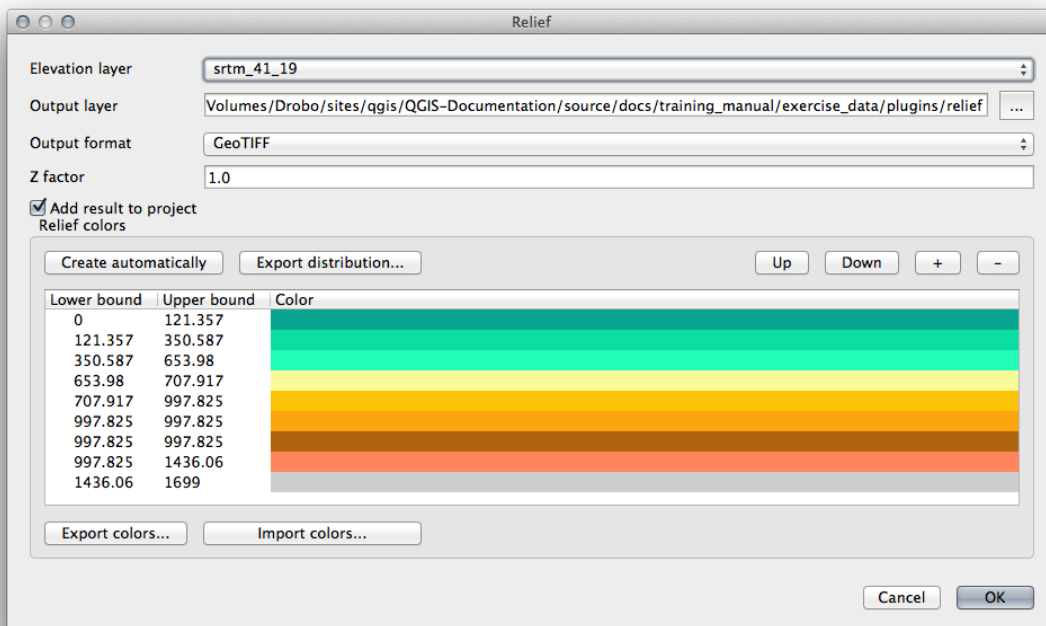 Relief
Elevation layer srtm_41_19
Output layer Volumes/Drobo/sites/qgis/QGIS-Documentation/source/docs/training_manual/exercise_data/plugins/relief ...
Output format GeoTIFF
Z factor 1.0
Add result to project
Relief colors
Create automatically Export distribution... Up Down + -
Lower bound Upper bound Color
0 121.357
121.357 350.587
350.587 653.98
653.98 707.917
707.917 997.825
997.825 997.825
997.825 997.825
997.825 1436.06
1436.06 1699
Export colors... Import colors...
Cancel OK